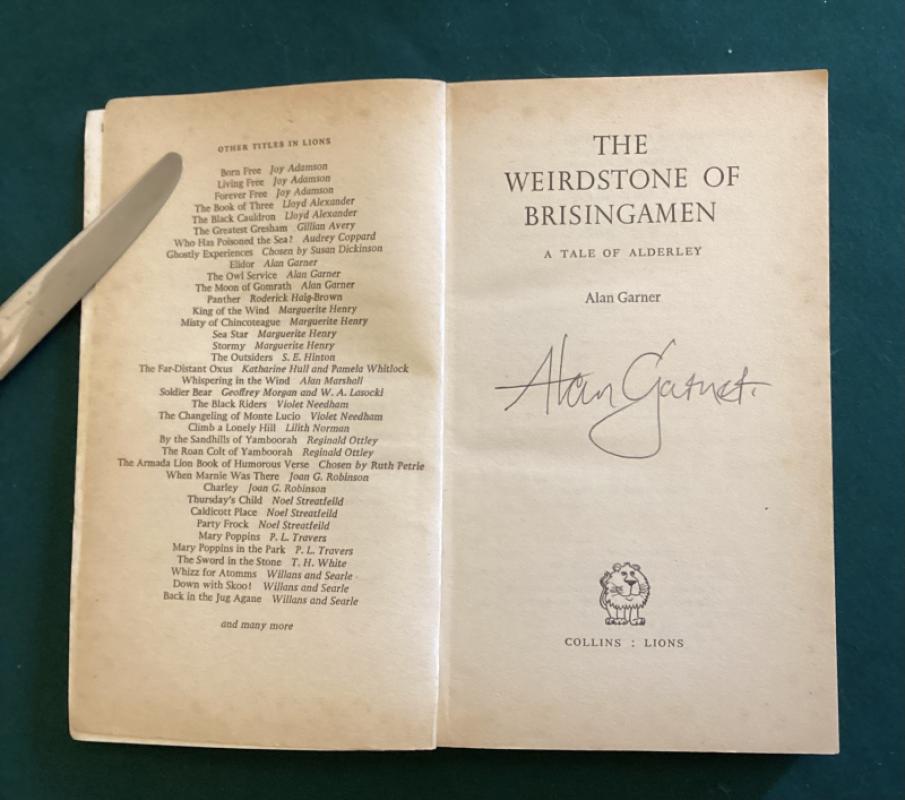 OTHER TITLES IN LIONS
Born Free Joy Adamson
Living Free Joy Adamson
Forever Free Joy Adamson
The Book of Three Lloyd Alexander
The Black Cauldron Lloyd Alexander
The Greatest Gresham Gillian Avery
Who Has Poisoned the Sea? Audrey Coppard
Ghostly Experiences Chosen by Susan Dickinson
Elidor Alan Garner
The Owl Service Alan Garner
The Moon of Gomrath Alan Garner
Panther Roderick Haig-Brown
King of the Wind Marguerite Henry
Misty of Chincoteague Marguerite Henry
Sea Star Marguerite Henry
Stormy Marguerite Henry
The Outsiders S. E. Hinton
The Far-Distant Oxus Katharine Hull and Pamela Whitlock
Whispering in the Wind Alan Marshall
Soldier Bear Geoffrey Morgan and W. A. Lasocki
The Black Riders Violet Needham
The Changeling of Monte Lucio Violet Needham
Climb a Lonely Hill Lilith Norman
By the Sandhills of Yamboorah Reginald Ottley
The Roan Colt of Yamboorah Reginald Ottley
The Armada Lion Book of Humorous Verse Chosen by Ruth Petrie
When Marnie Was There Joan G. Robinson
Charley Joan G. Robinson
Thursday's Child Noel Streatfeild
Caldicott Place Noel Streatfeild
Party Frock Noel Streatfeild
Mary Poppins P. L. Travers
Mary Poppins in the Park P. L. Travers
The Sword in the Stone T. H. White
Whizz for Atomms Willans and Searle
Down with Skool Willans and Searle
Back in the Jug Agane Willans and Searle
and many more
THE
WEIRDSTONE OF
BRISINGAMEN
A TALE OF ALDERLEY
Alan Garner
Alan Garner.
COLLINS : LIONS